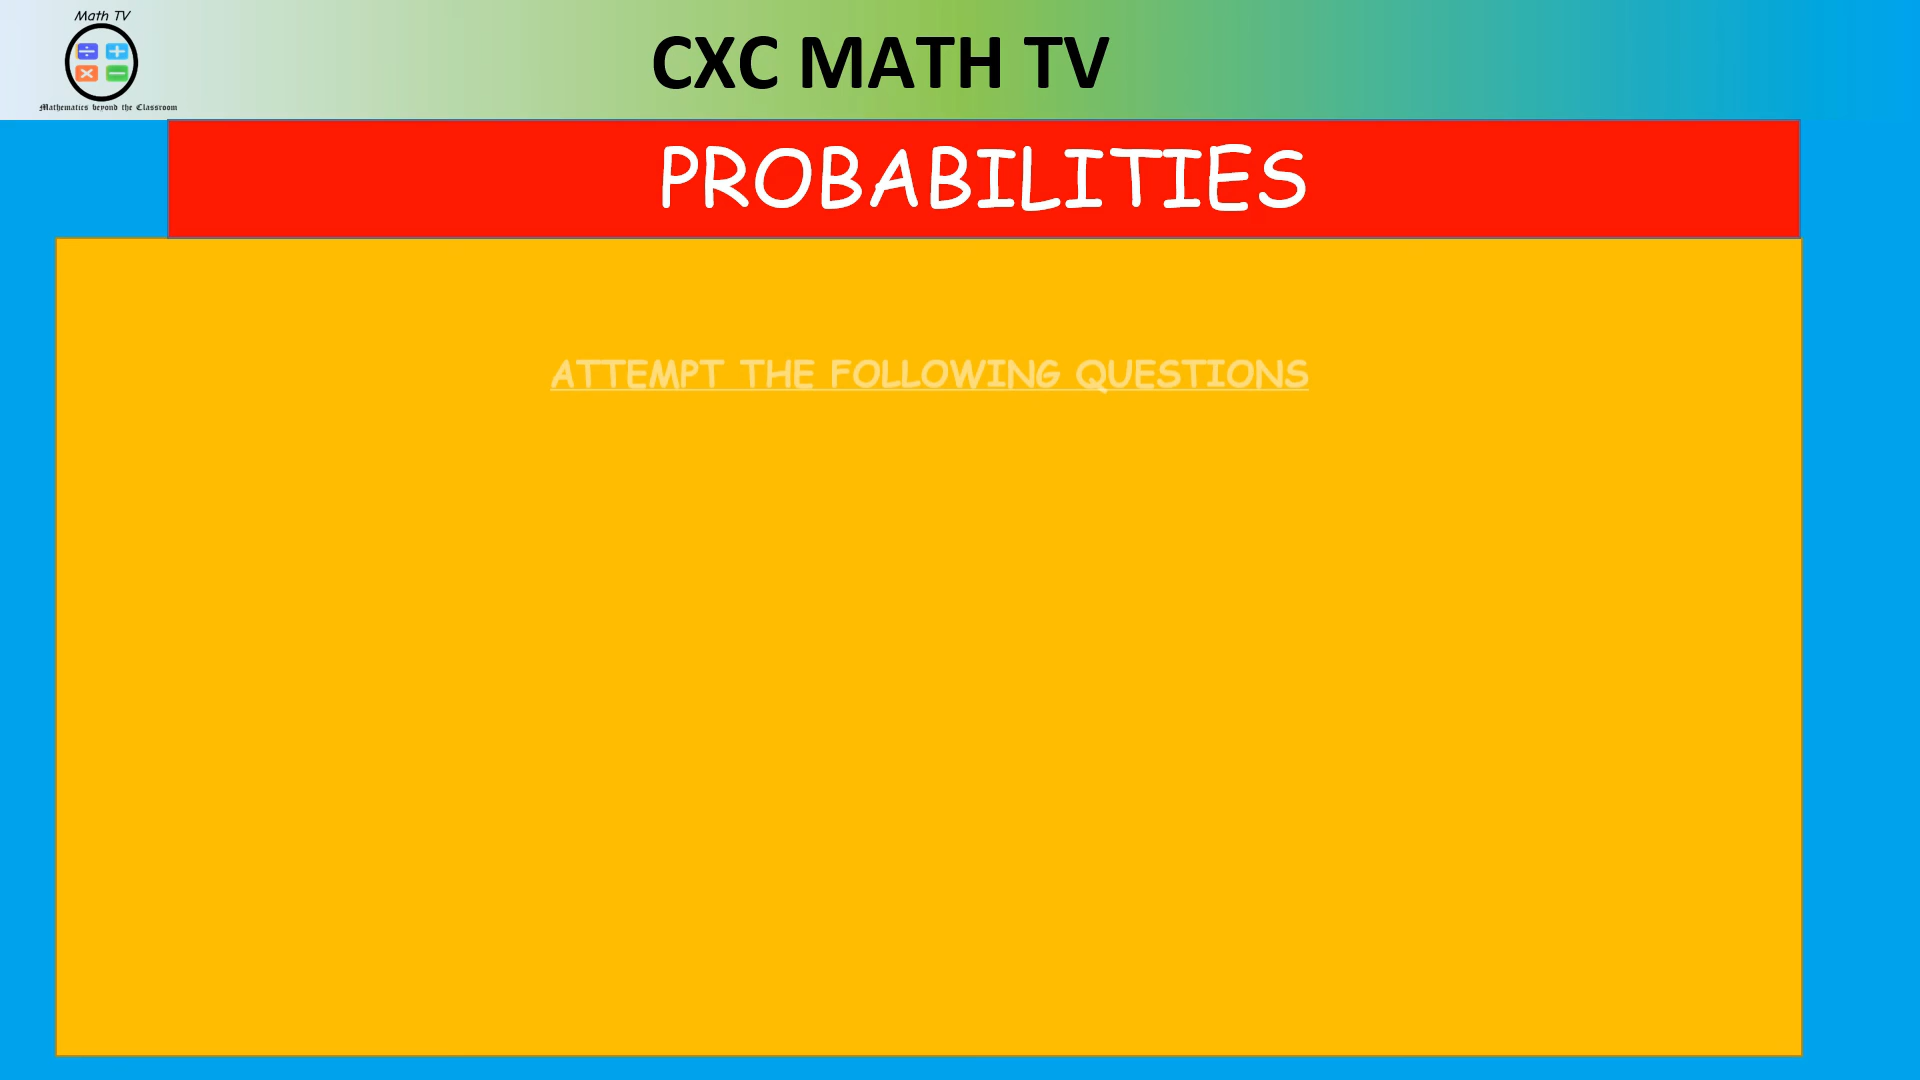 Math TV
Mathematics beyond the Classroom
CXC MATH TV
PROBABILITIES
ATTEMPT THE FOLLOWING QUESTIONS